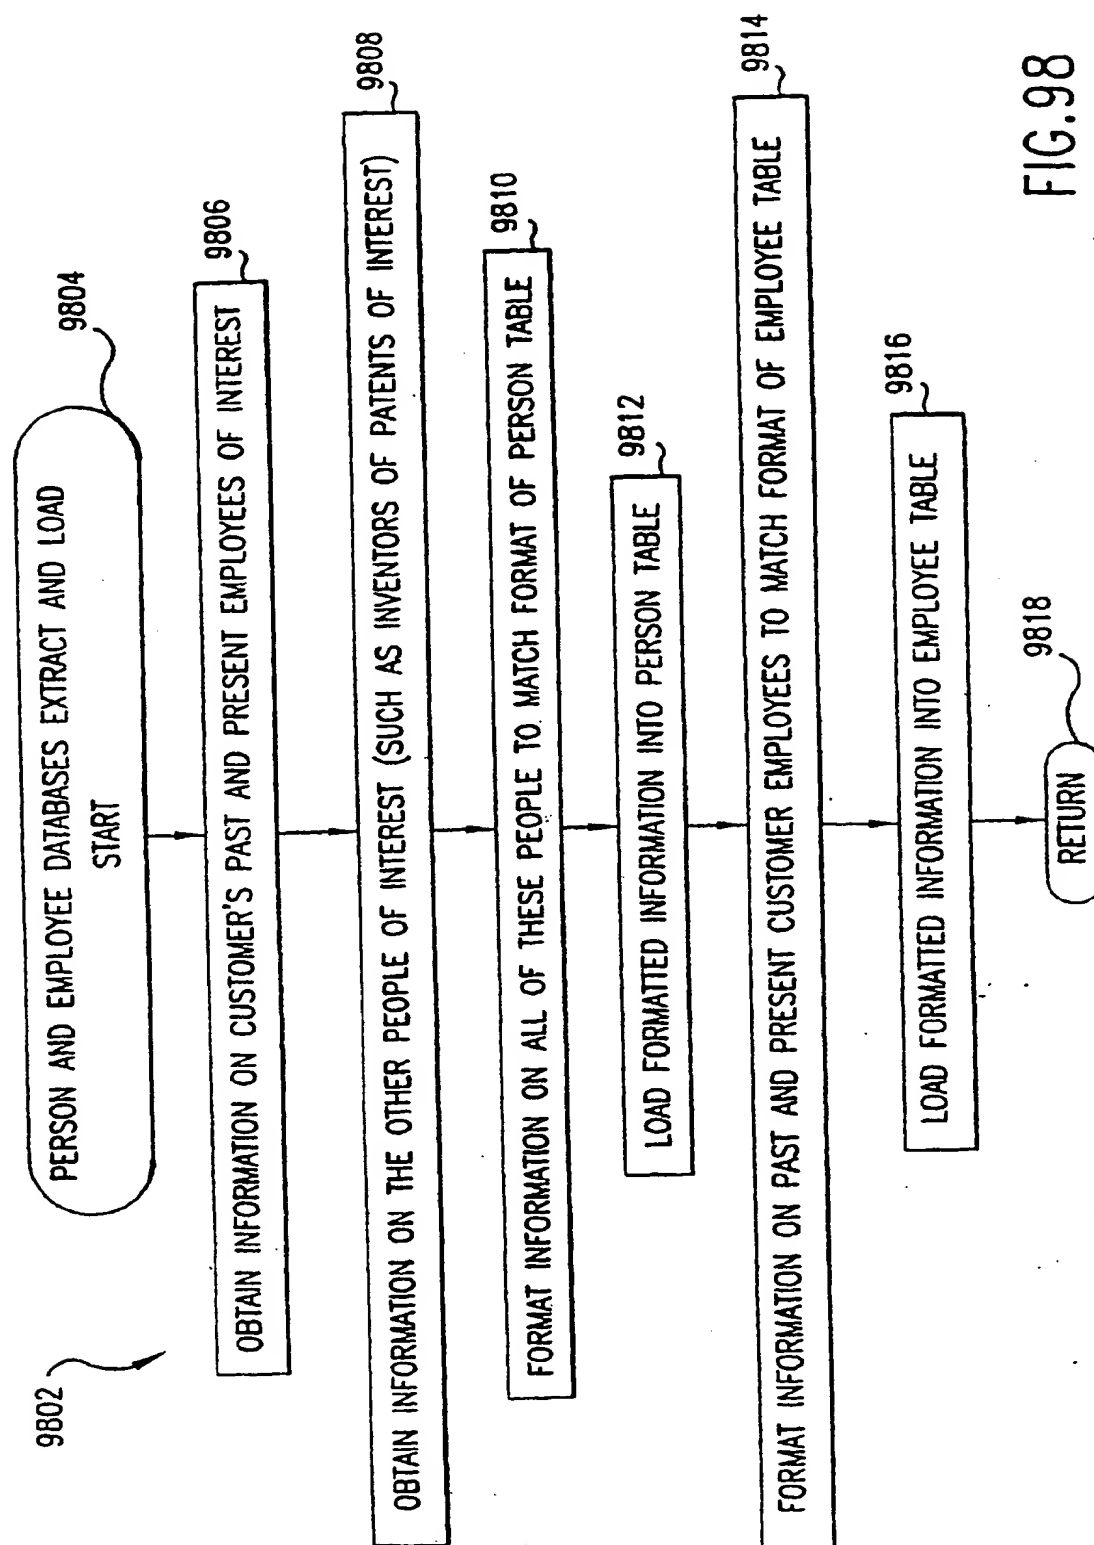 9802
9804
PERSON AND EMPLOYEE DATABASES EXTRACT AND LOAD
START
9806
OBTAIN INFORMATION ON CUSTOMER'S PAST AND PRESENT EMPLOYEES OF INTEREST
9808
OBTAIN INFORMATION ON THE OTHER PEOPLE OF INTEREST (SUCH AS INVENTORS OF PATENTS OF INTEREST)
9810
FORMAT INFORMATION ON ALL OF THESE PEOPLE TO MATCH FORMAT OF PERSON TABLE
9812
LOAD FORMATTED INFORMATION INTO PERSON TABLE
9814
FORMAT INFORMATION ON PAST AND PRESENT CUSTOMER EMPLOYEES TO MATCH FORMAT OF EMPLOYEE TABLE
9816
LOAD FORMATTED INFORMATION INTO EMPLOYEE TABLE
9818
RETURN
FIG.98